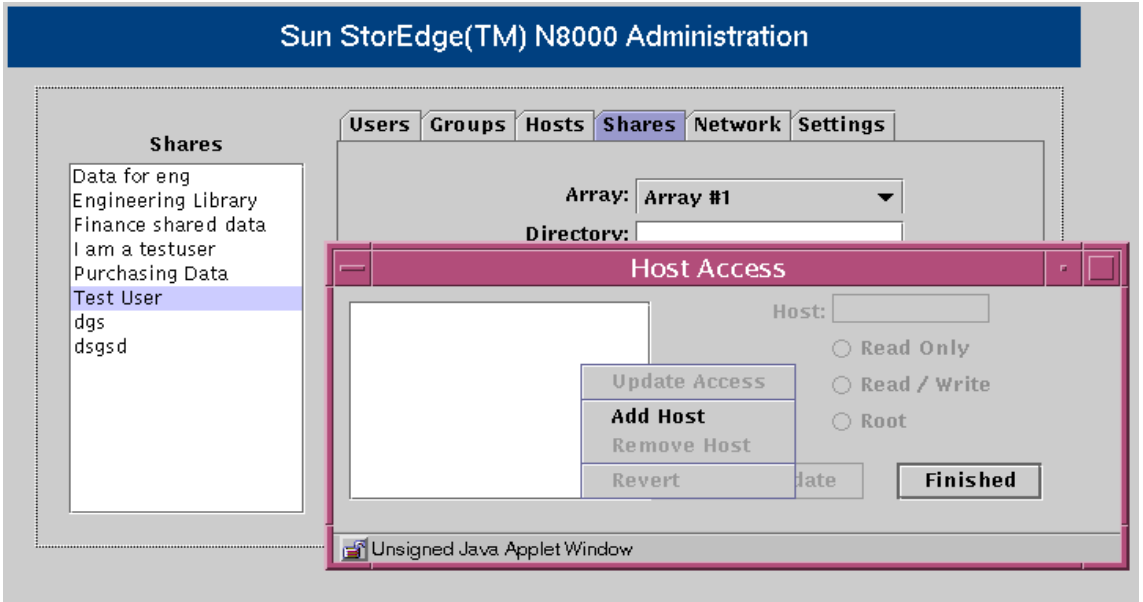 Sun StorEdge(TM) N8000 Administration
Users Groups Hosts Shares Network Settings
Shares
Data for eng
Engineering Library
Finance shared data
I am a testuser
Purchasing Data
Test User
dgs
dsgsd
Array: Array #1
Directory:
Host Access
Host:
Read Only
Read / Write
Root
Update Access
Add Host
Remove Host
Revert
date
Finished
Unsigned Java Applet Window